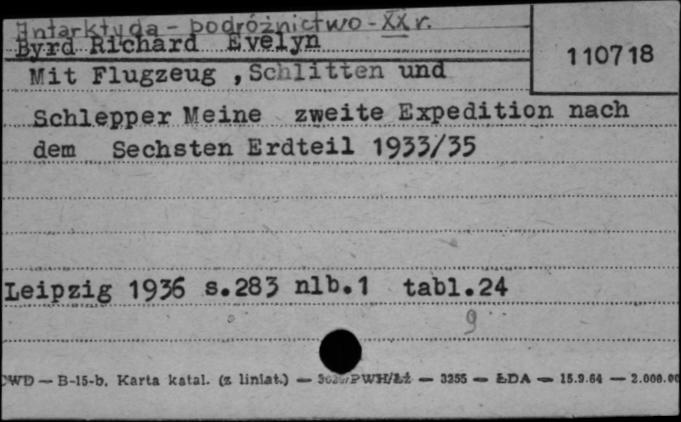 Antarktyda - podróżnictwo - XX r.
Byrd Richard Evelyn
110718
Mit Flugzeug ,Schlitten und
Schlepper Meine zweite Expedition nach
dem Sechsten Erdteil 1933/35
Leipzig 1936 s.283 nlb.1 tabl.24
9
OWD — B-15-b, Karta katal. (z liniat.) — PWH/Łż — 3255 — ŁDA — 15.9.64 — 2.000.00